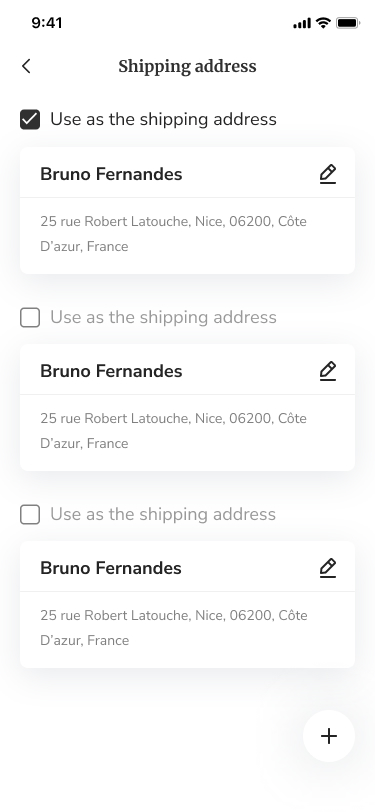 9:41
Shipping address
Use as the shipping address
Bruno Fernandes
25 rue Robert Latouche, Nice, 06200, Côte
D’azur, France
Use as the shipping address
Bruno Fernandes
25 rue Robert Latouche, Nice, 06200, Côte
D’azur, France
Use as the shipping address
Bruno Fernandes
25 rue Robert Latouche, Nice, 06200, Côte
D’azur, France